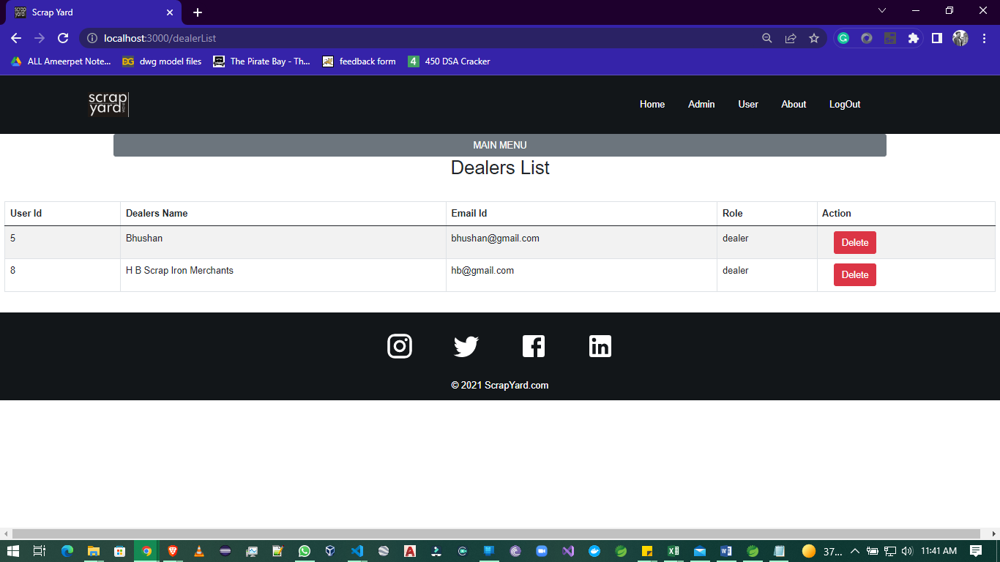 Scrap Yard
localhost:3000/dealerList
ALL Ameerpet Note... dwg model files The Pirate Bay - Th... feedback form 4 450 DSA Cracker
scrap yard Home Admin User About LogOut
MAIN MENU
Dealers List
User Id Dealers Name Email Id Role Action
5 Bhushan bhushan@gmail.com dealer Delete
8 H B Scrap Iron Merchants hb@gmail.com dealer Delete
© 2021 ScrapYard.com
37... 11:41 AM